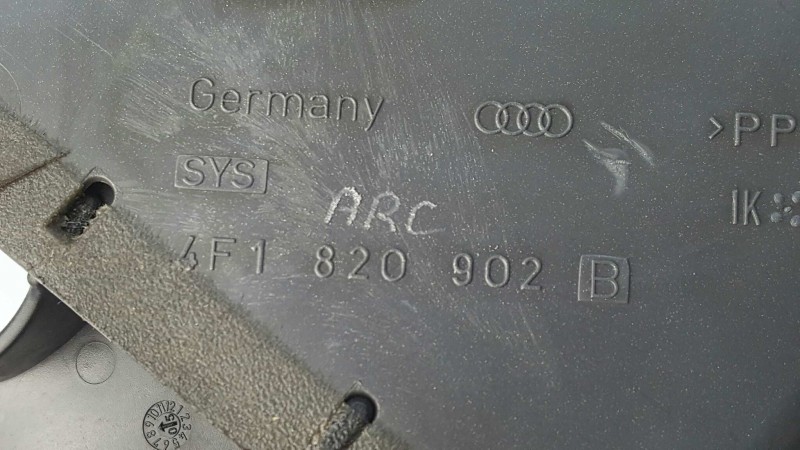 Germany >PP
SYS IK
ARC
4F1 820 902 B